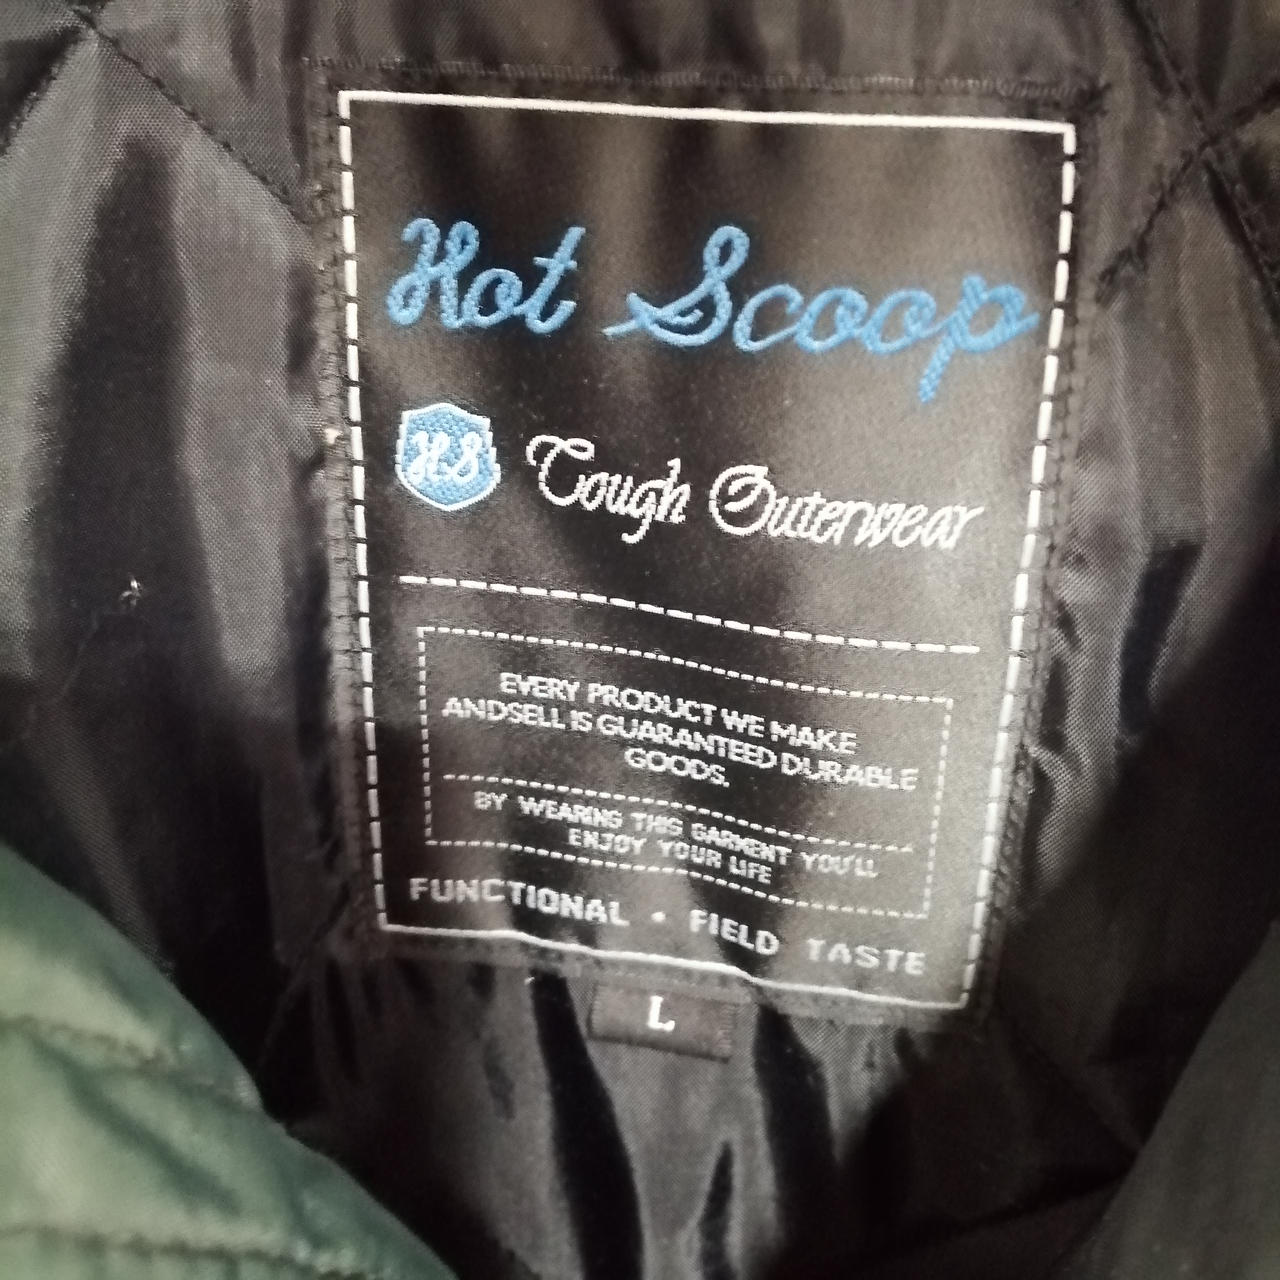 Hot Scoop
HS Tough Outerwear
EVERY PRODUCT WE MAKE
ANDSELL IS GUARANTEED DURABLE
GOODS.
BY WEARING THIS GARMENT YOU'LL
ENJOY YOUR LIFE
FUNCTIONAL • FIELD TASTE
L